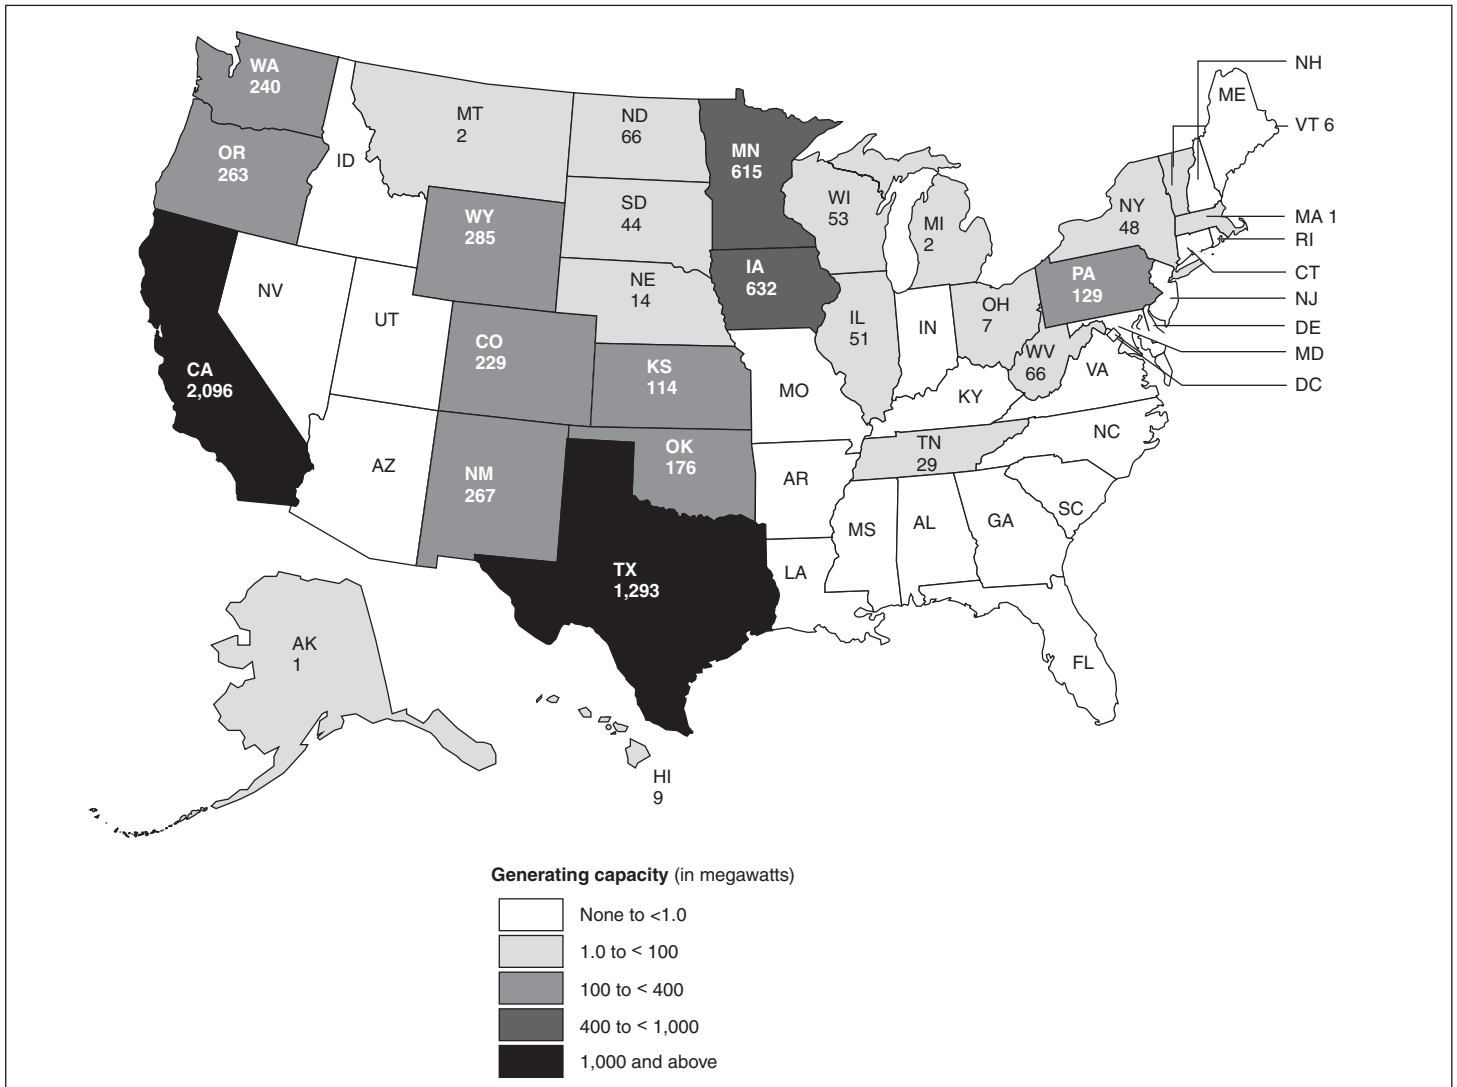 WA
240
OR
263
ID
MT
2
ND
66
SD
44
NE
14
WY
285
MN
615
IA
632
WI
53
MI
2
IL
51
IN
OH
7
NY
48
PA
129
WV
66
VA
KY
NC
TN
29
SC
GA
AL
MS
LA
AR
MO
KS
114
OK
176
TX
1,293
NM
267
CO
229
AZ
UT
NV
CA
2,096
FL
ME
NH
VT 6
MA 1
RI
CT
NJ
DE
MD
DC
AK
1
HI
9
Generating capacity (in megawatts)
None to <1.0
1.0 to < 100
100 to < 400
400 to < 1,000
1,000 and above